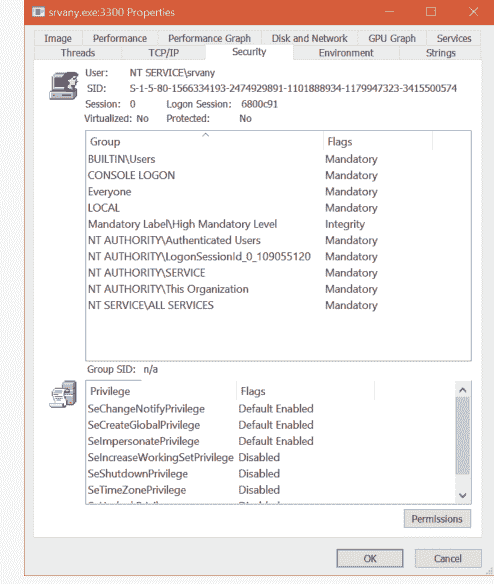 srvany.exe:3300 Properties
Image Performance Performance Graph Disk and Network GPU Graph Services
Threads TCP/IP Security Environment Strings
User: NT SERVICE\srvany
SID: S-1-5-80-1566334193-2474929891-1101888934-1179947323-3415500574
Session: 0 Logon Session: 6800c91
Virtualized: No Protected: No
Group Flags
BUILTIN\Users Mandatory
CONSOLE LOGON Mandatory
Everyone Mandatory
LOCAL Mandatory
Mandatory Label\High Mandatory Level Integrity
NT AUTHORITY\Authenticated Users Mandatory
NT AUTHORITY\LogonSessionId_0_109055120 Mandatory
NT AUTHORITY\SERVICE Mandatory
NT AUTHORITY\This Organization Mandatory
NT SERVICE\ALL SERVICES Mandatory
Group SID: n/a
Privilege Flags
SeChangeNotifyPrivilege Default Enabled
SeCreateGlobalPrivilege Default Enabled
SeImpersonatePrivilege Default Enabled
SeIncreaseWorkingSetPrivilege Disabled
SeShutdownPrivilege Disabled
SeTimeZonePrivilege Disabled
Permissions
OK Cancel